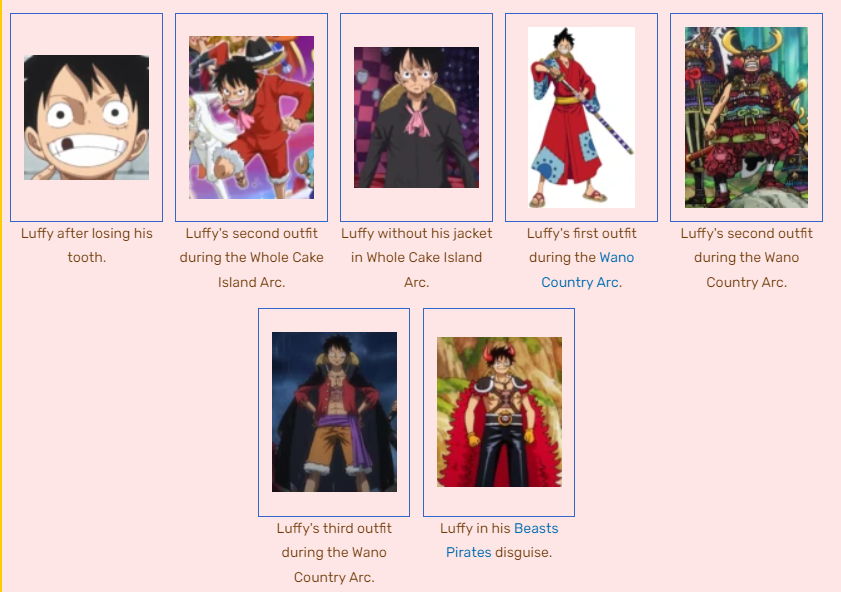 Luffy after losing his
tooth.
Luffy's second outfit
during the Whole Cake
Island Arc.
Luffy without his jacket
in Whole Cake Island
Arc.
Luffy's first outfit
during the Wano
Country Arc.
Luffy's second outfit
during the Wano
Country Arc.
Luffy's third outfit
during the Wano
Country Arc.
Luffy in his Beasts
Pirates disguise.